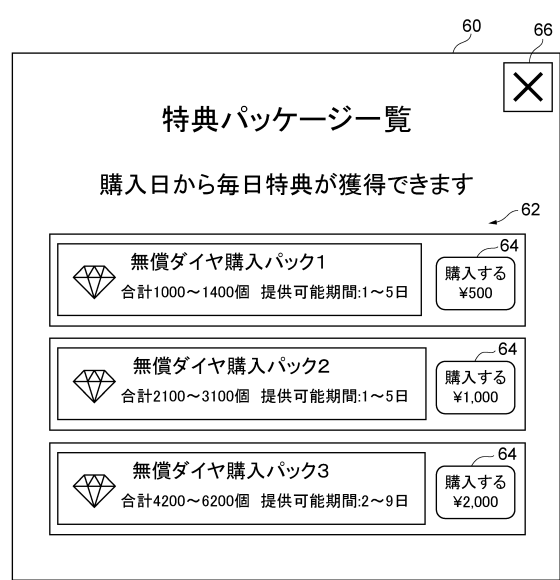 60
66
特典パッケージ一覧
購入日から毎日特典が獲得できます
62
無償ダイヤ購入パック1
合計1000～1400個 提供可能期間:1～5日
64
購入する
¥500
無償ダイヤ購入パック2
合計2100～3100個 提供可能期間:1～5日
64
購入する
¥1,000
無償ダイヤ購入パック3
合計4200～6200個 提供可能期間:2～9日
64
購入する
¥2,000